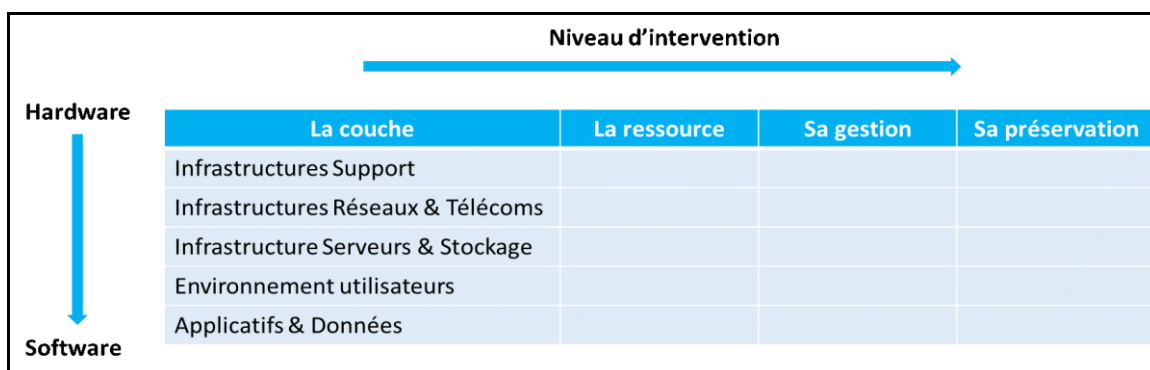 Niveau d'intervention
Hardware
La couche La ressource Sa gestion Sa préservation
Infrastructures Support
Infrastructures Réseaux & Télécoms
Infrastructure Serveurs & Stockage
Environnement utilisateurs
Applicatifs & Données
Software